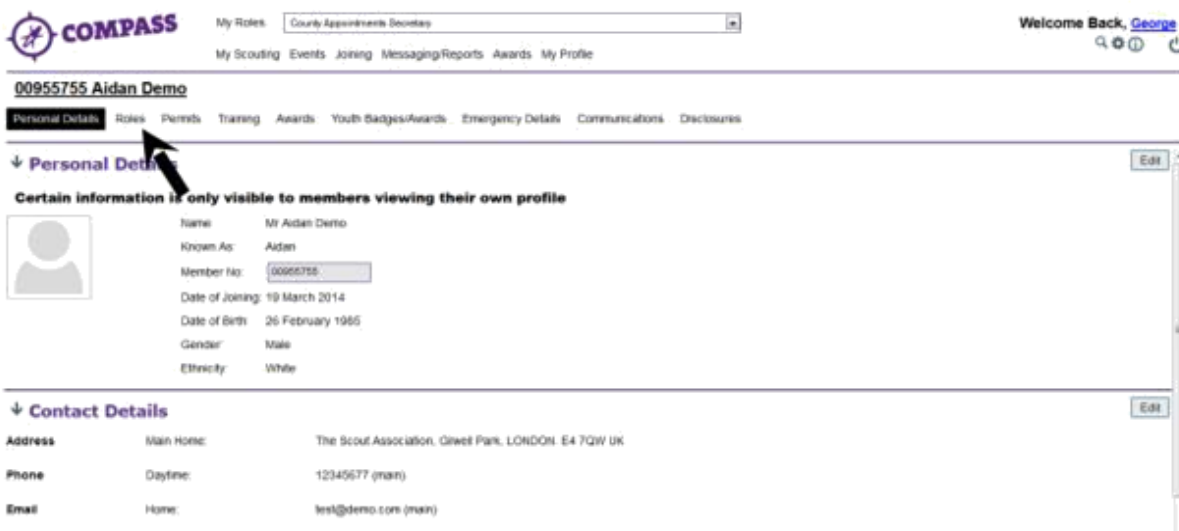 COMPASS
My Roles County Appointments Secretary
Welcome Back, George
My Scouting Events Joining Messaging/Reports Awards My Profile
00955755 Aidan Demo
Personal Details Roles Permits Training Awards Youth Badges/Awards Emergency Details Communications Disclosures
Personal Details
Edit
Certain information is only visible to members viewing their own profile
Name: Mr Aidan Demo
Known As: Aidan
Member No: 00955755
Date of Joining: 19 March 2014
Date of Birth: 26 February 1985
Gender: Male
Ethnicity: White
Contact Details
Edit
Address Main Home: The Scout Association, Gilwell Park, LONDON. E4 7QW UK
Phone Daytime: 12345677 (main)
Email Home: test@demo.com (main)